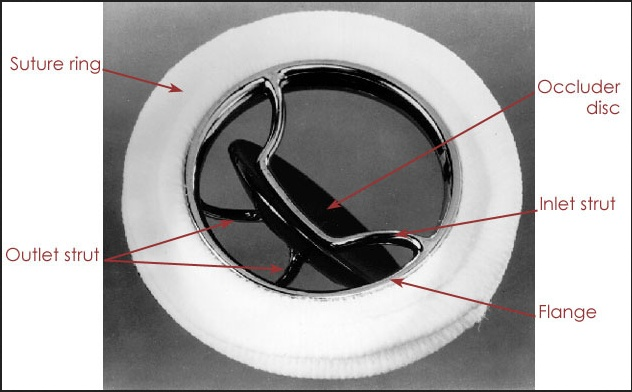 Suture ring
Occluder
disc
Inlet strut
Outlet strut
Flange